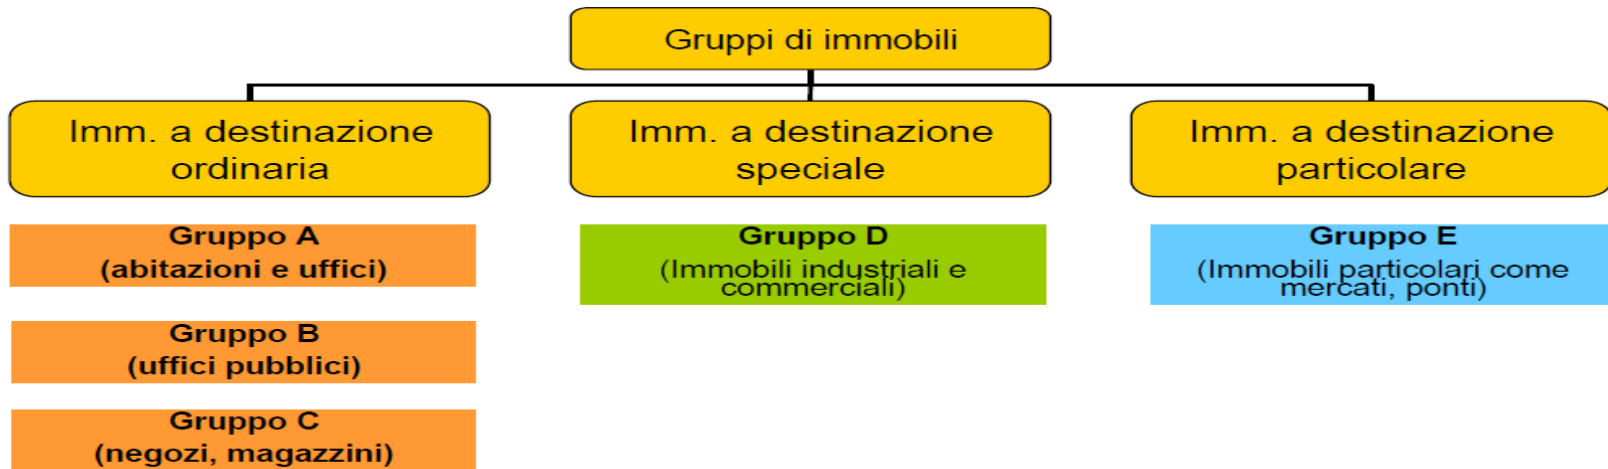 Gruppi di immobili
Imm. a destinazione
ordinaria
Imm. a destinazione
speciale
Imm. a destinazione
particolare
Gruppo A
(abitazioni e uffici)
Gruppo B
(uffici pubblici)
Gruppo C
(negozi, magazzini)
Gruppo D
(Immobili industriali e
commerciali)
Gruppo E
(Immobili particolari come
mercati, ponti)